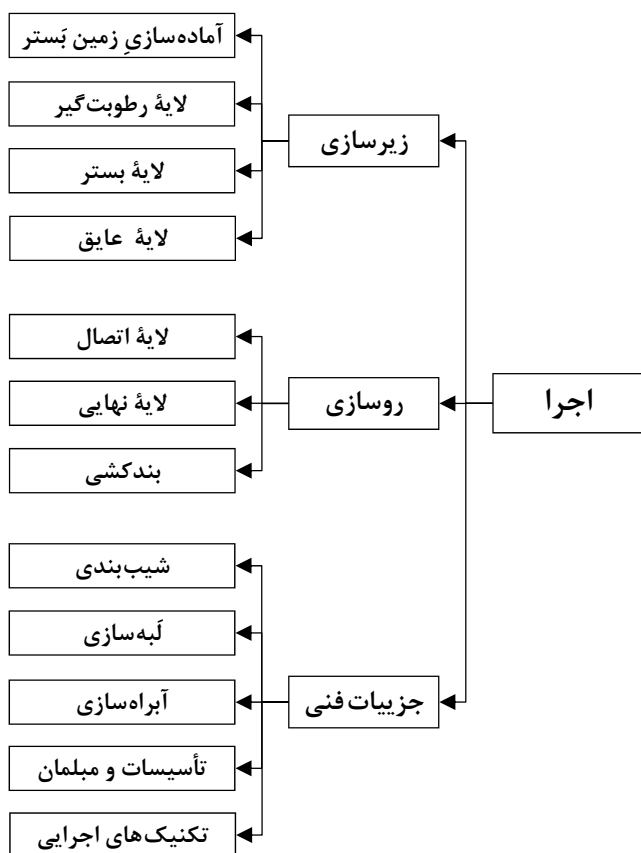 اجرا
زیرسازی
آماده‌سازیِ زمین بَستر
لایهٔ رطوبت‌گیر
لایهٔ بستر
لایهٔ عایق
روسازی
لایهٔ اتصال
لایهٔ نهایی
بندکشی
جزییات فنی
شیب‌بندی
لَبه‌سازی
آبراه‌سازی
تأسیسات و مبلمان
تکنیک‌های اجرایی